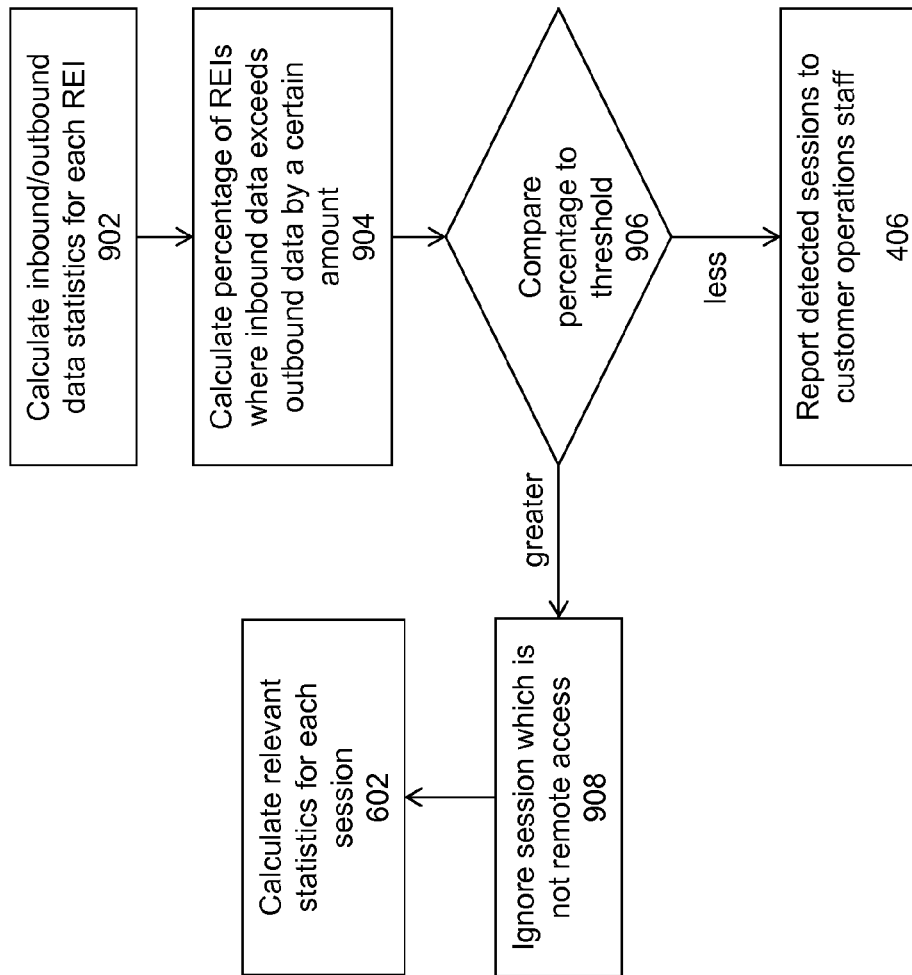 Calculate inbound/outbound
data statistics for each REI
902
Calculate percentage of REIs
where inbound data exceeds
outbound data by a certain
amount
904
Compare
percentage to
threshold
906
greater
less
Ignore session which is
not remote access
908
Calculate relevant
statistics for each
session
602
Report detected sessions to
customer operations staff
406